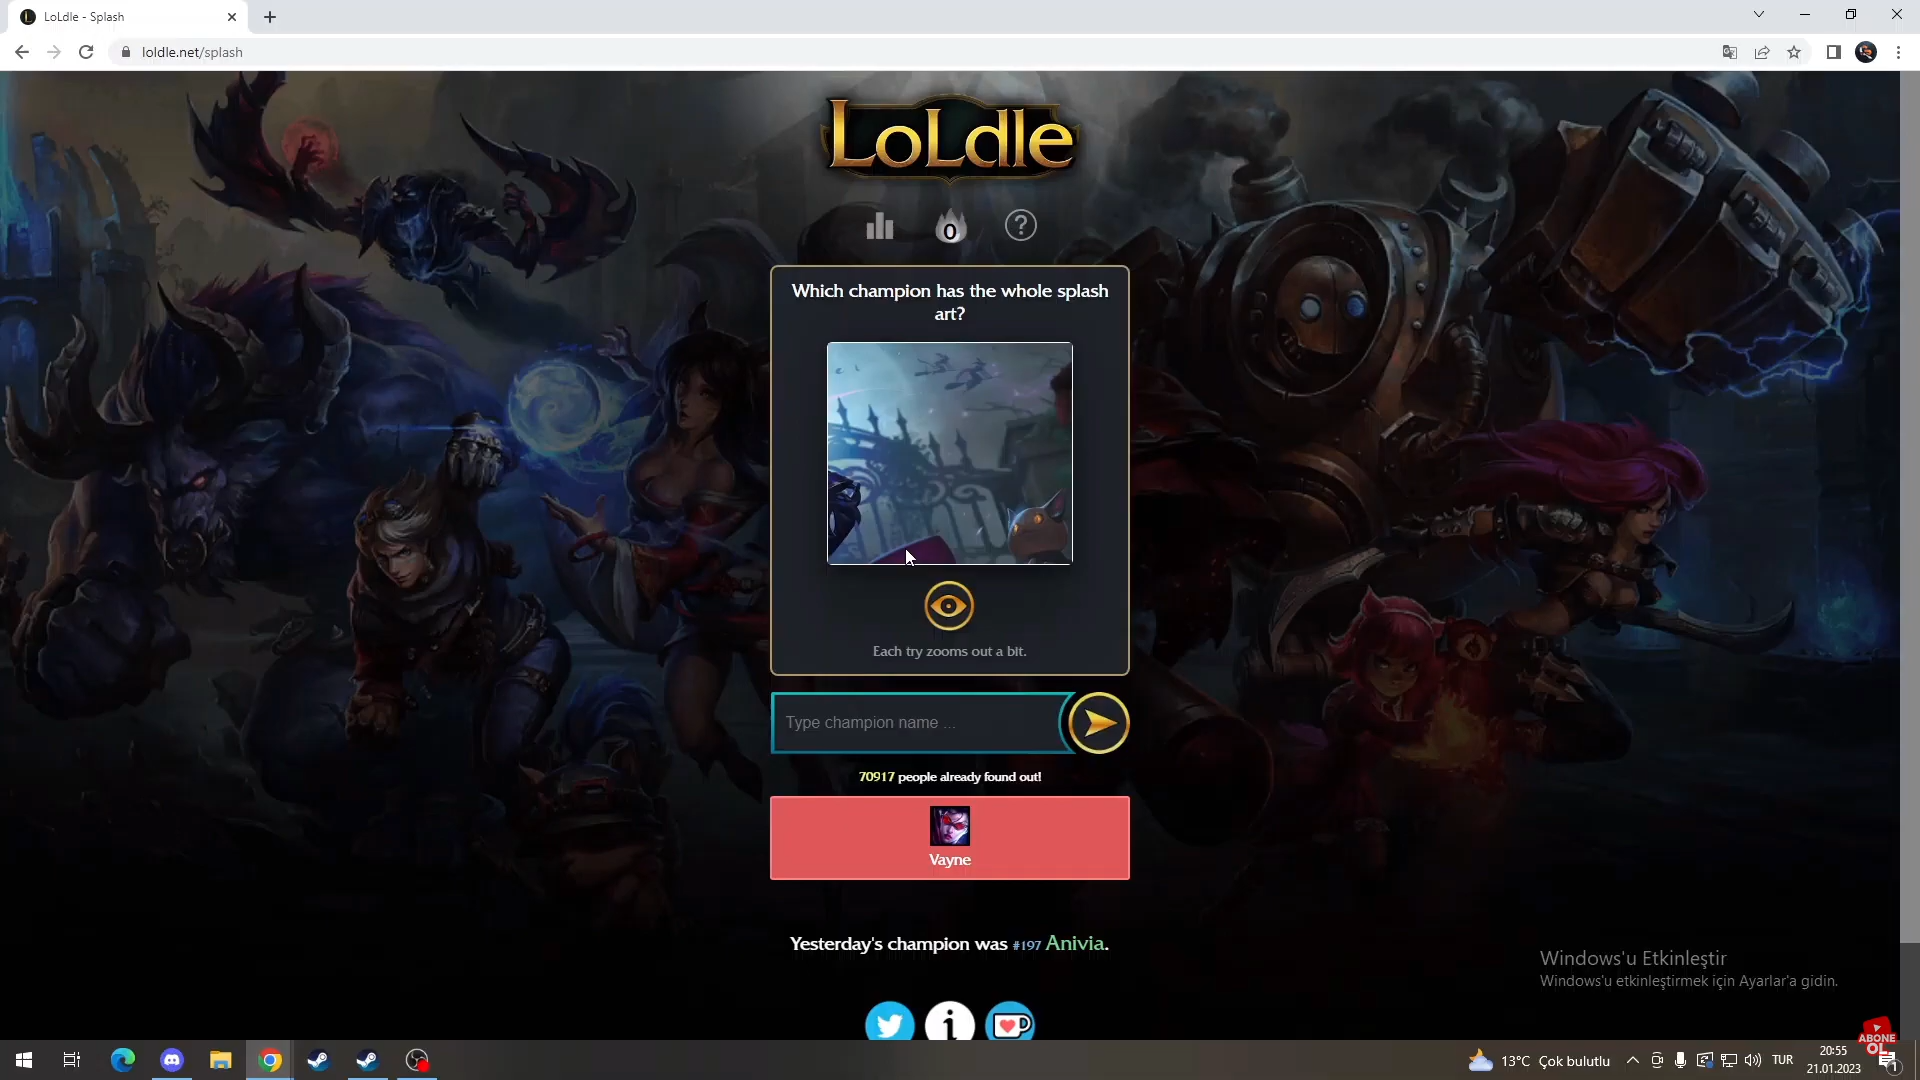 LoLdle - Splash
loldle.net/splash
LoLdle
0
?
Which champion has the whole splash
art?
Each try zooms out a bit.
Type champion name ...
70917 people already found out!
Vayne
Yesterday's champion was #197 Anivia.
Windows'u Etkinleştir
Windows'u etkinleştirmek için Ayarlar'a gidin.
ABONE
OL
13°C Çok bulutlu
TUR
20:55
21.01.2023
1